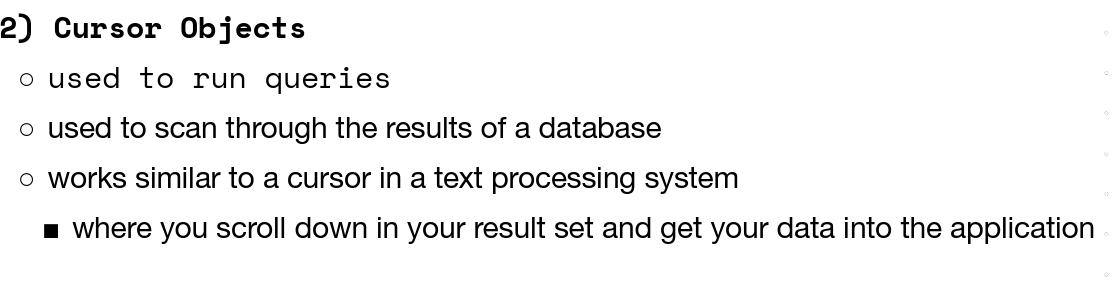 2) Cursor Objects
○ used to run queries
○ used to scan through the results of a database
○ works similar to a cursor in a text processing system
■ where you scroll down in your result set and get your data into the application